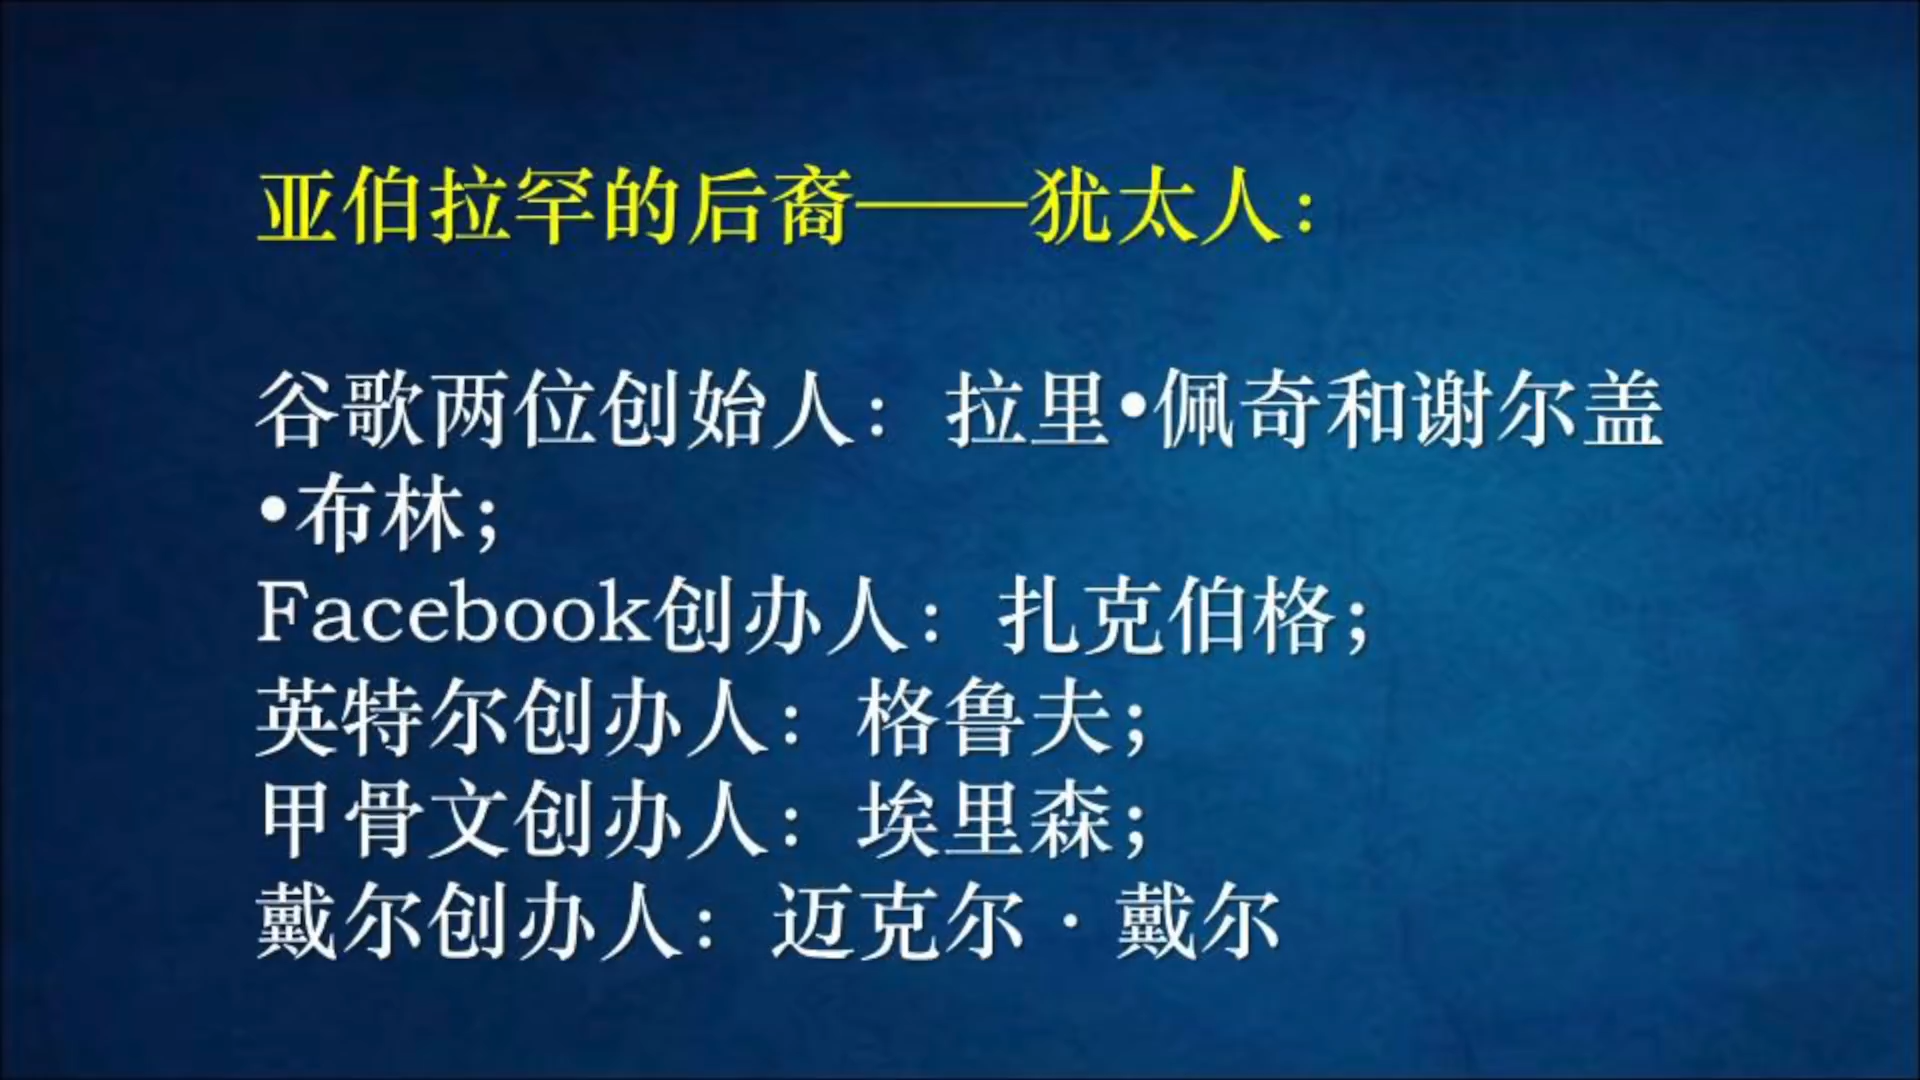 亚伯拉罕的后裔——犹太人：
谷歌两位创始人：拉里•佩奇和谢尔盖
•布林；
Facebook创办人：扎克伯格；
英特尔创办人：格鲁夫；
甲骨文创办人：埃里森；
戴尔创办人：迈克尔·戴尔